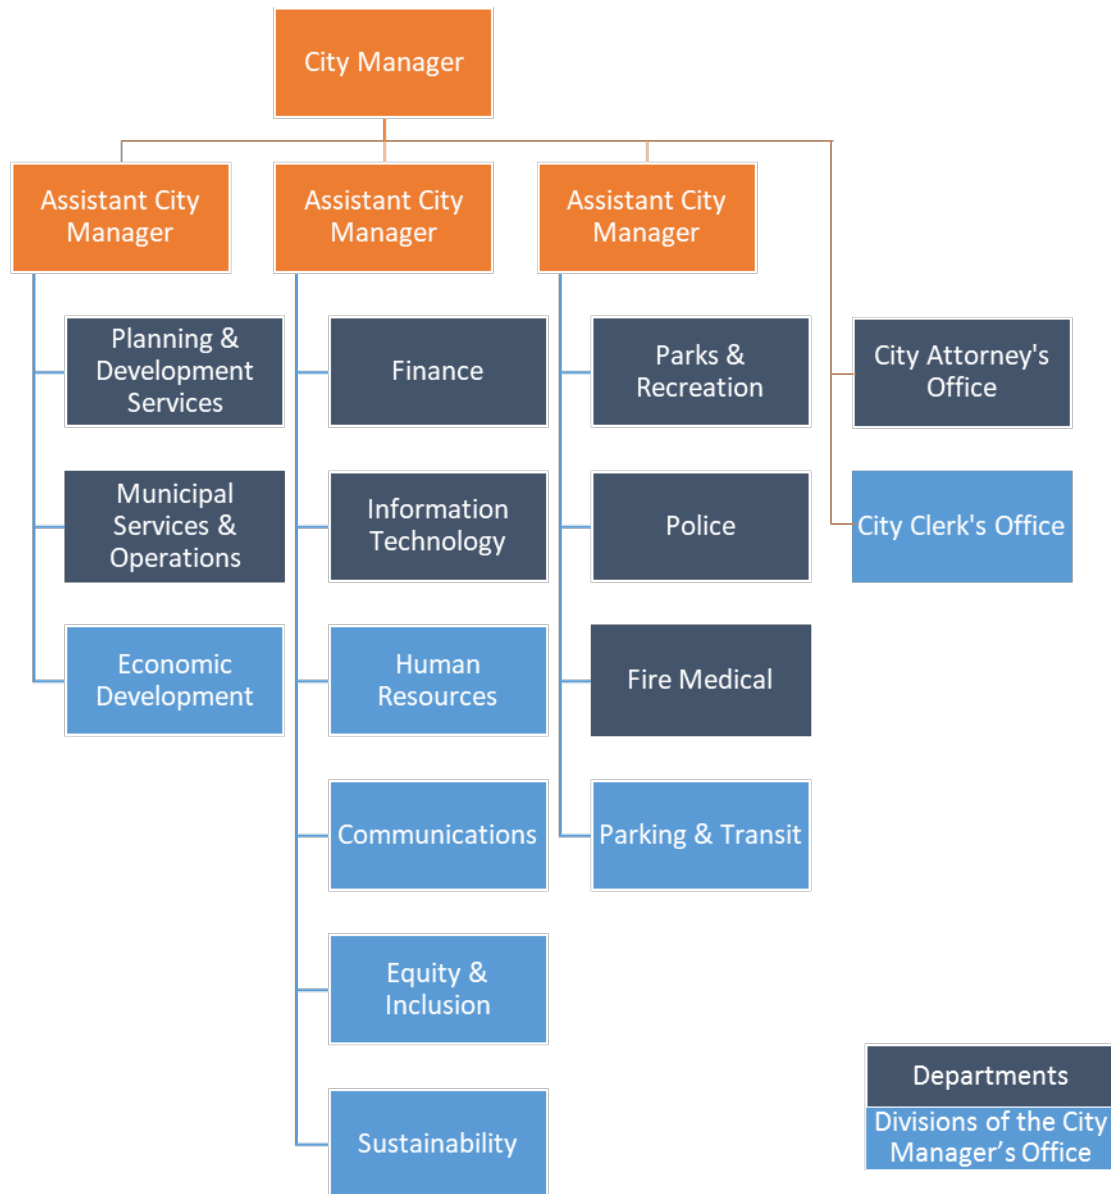 City Manager
Assistant City
Manager
Assistant City
Manager
Assistant City
Manager
Planning &
Development
Services
Municipal
Services &
Operations
Economic
Development
Finance
Information
Technology
Human
Resources
Communications
Equity &
Inclusion
Sustainability
Parks &
Recreation
Police
Fire Medical
Parking & Transit
City Attorney's
Office
City Clerk's Office
Departments
Divisions of the City
Manager’s Office